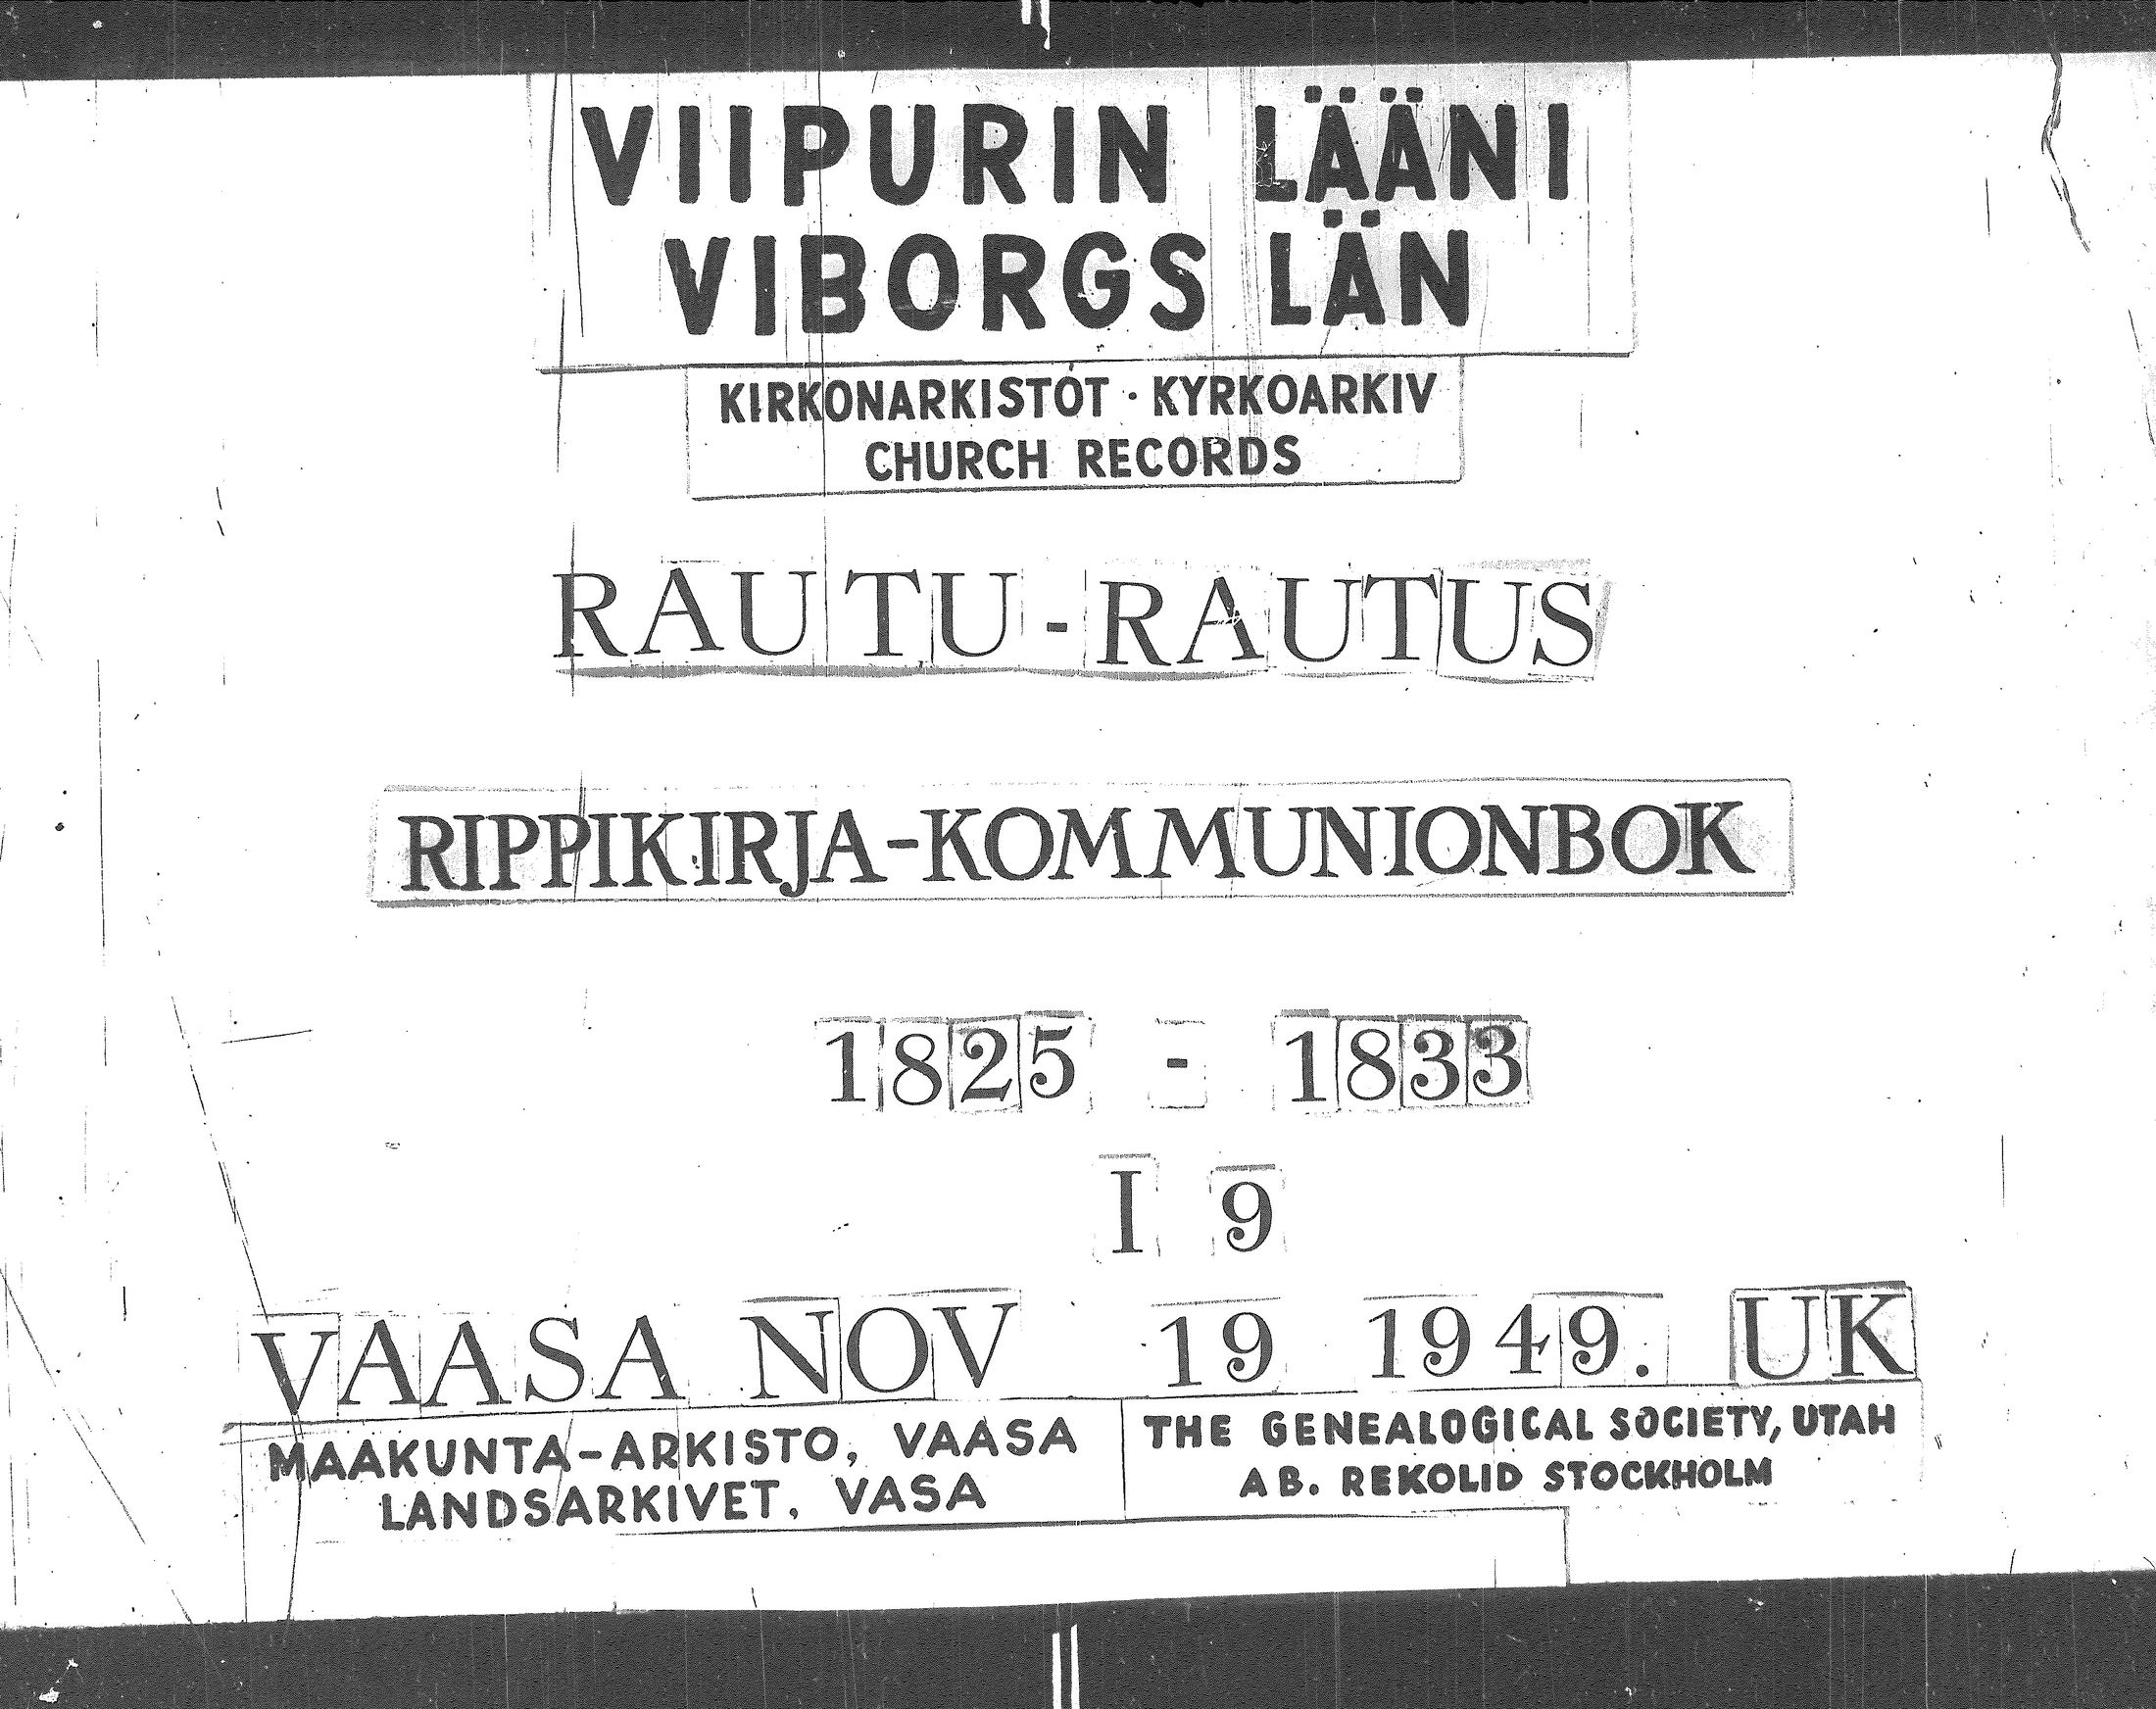 VIIPURIN LÄÄNI
VIBORGS LÄN
KIRKONARKISTOT · KYRKOARKIV
CHURCH RECORDS
RAUTU-RAUTUS
RIPPIKIRJA-KOMMUNIONBOK
1825 - 1833
I 9
VAASA NOV 19 1949. UK
MAAKUNTA-ARKISTO, VAASA
LANDSARKIVET, VASA
THE GENEALOGICAL SOCIETY, UTAH
AB. REKOLID STOCKHOLM